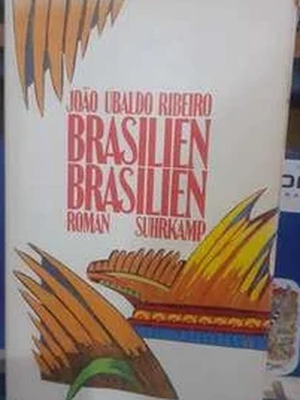 JOÃO UBALDO RIBEIRO
BRASILIEN
BRASILIEN
ROMAN SUHRKAMP